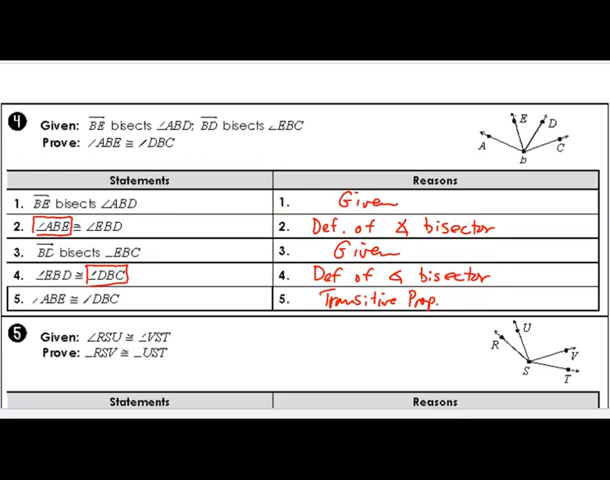 4
Given: BE bisects ∠ABD; BD bisects ∠EBC
Prove: ∠ABE ≅ ∠DBC
A E D C B
Statements Reasons
1. BE bisects ∠ABD 1. Given
2. ∠ABE ≅ ∠EBD 2. Def. of ∡ bisector
3. BD bisects ∠EBC 3. Given
4. ∠EBD ≅ ∠DBC 4. Def of ∡ bisector
5. ∠ABE ≅ ∠DBC 5. Transitive Prop.
5
Given: ∠RSU ≅ ∠VST
Prove: ∠RSV ≅ ∠UST
R U V S T
Statements Reasons